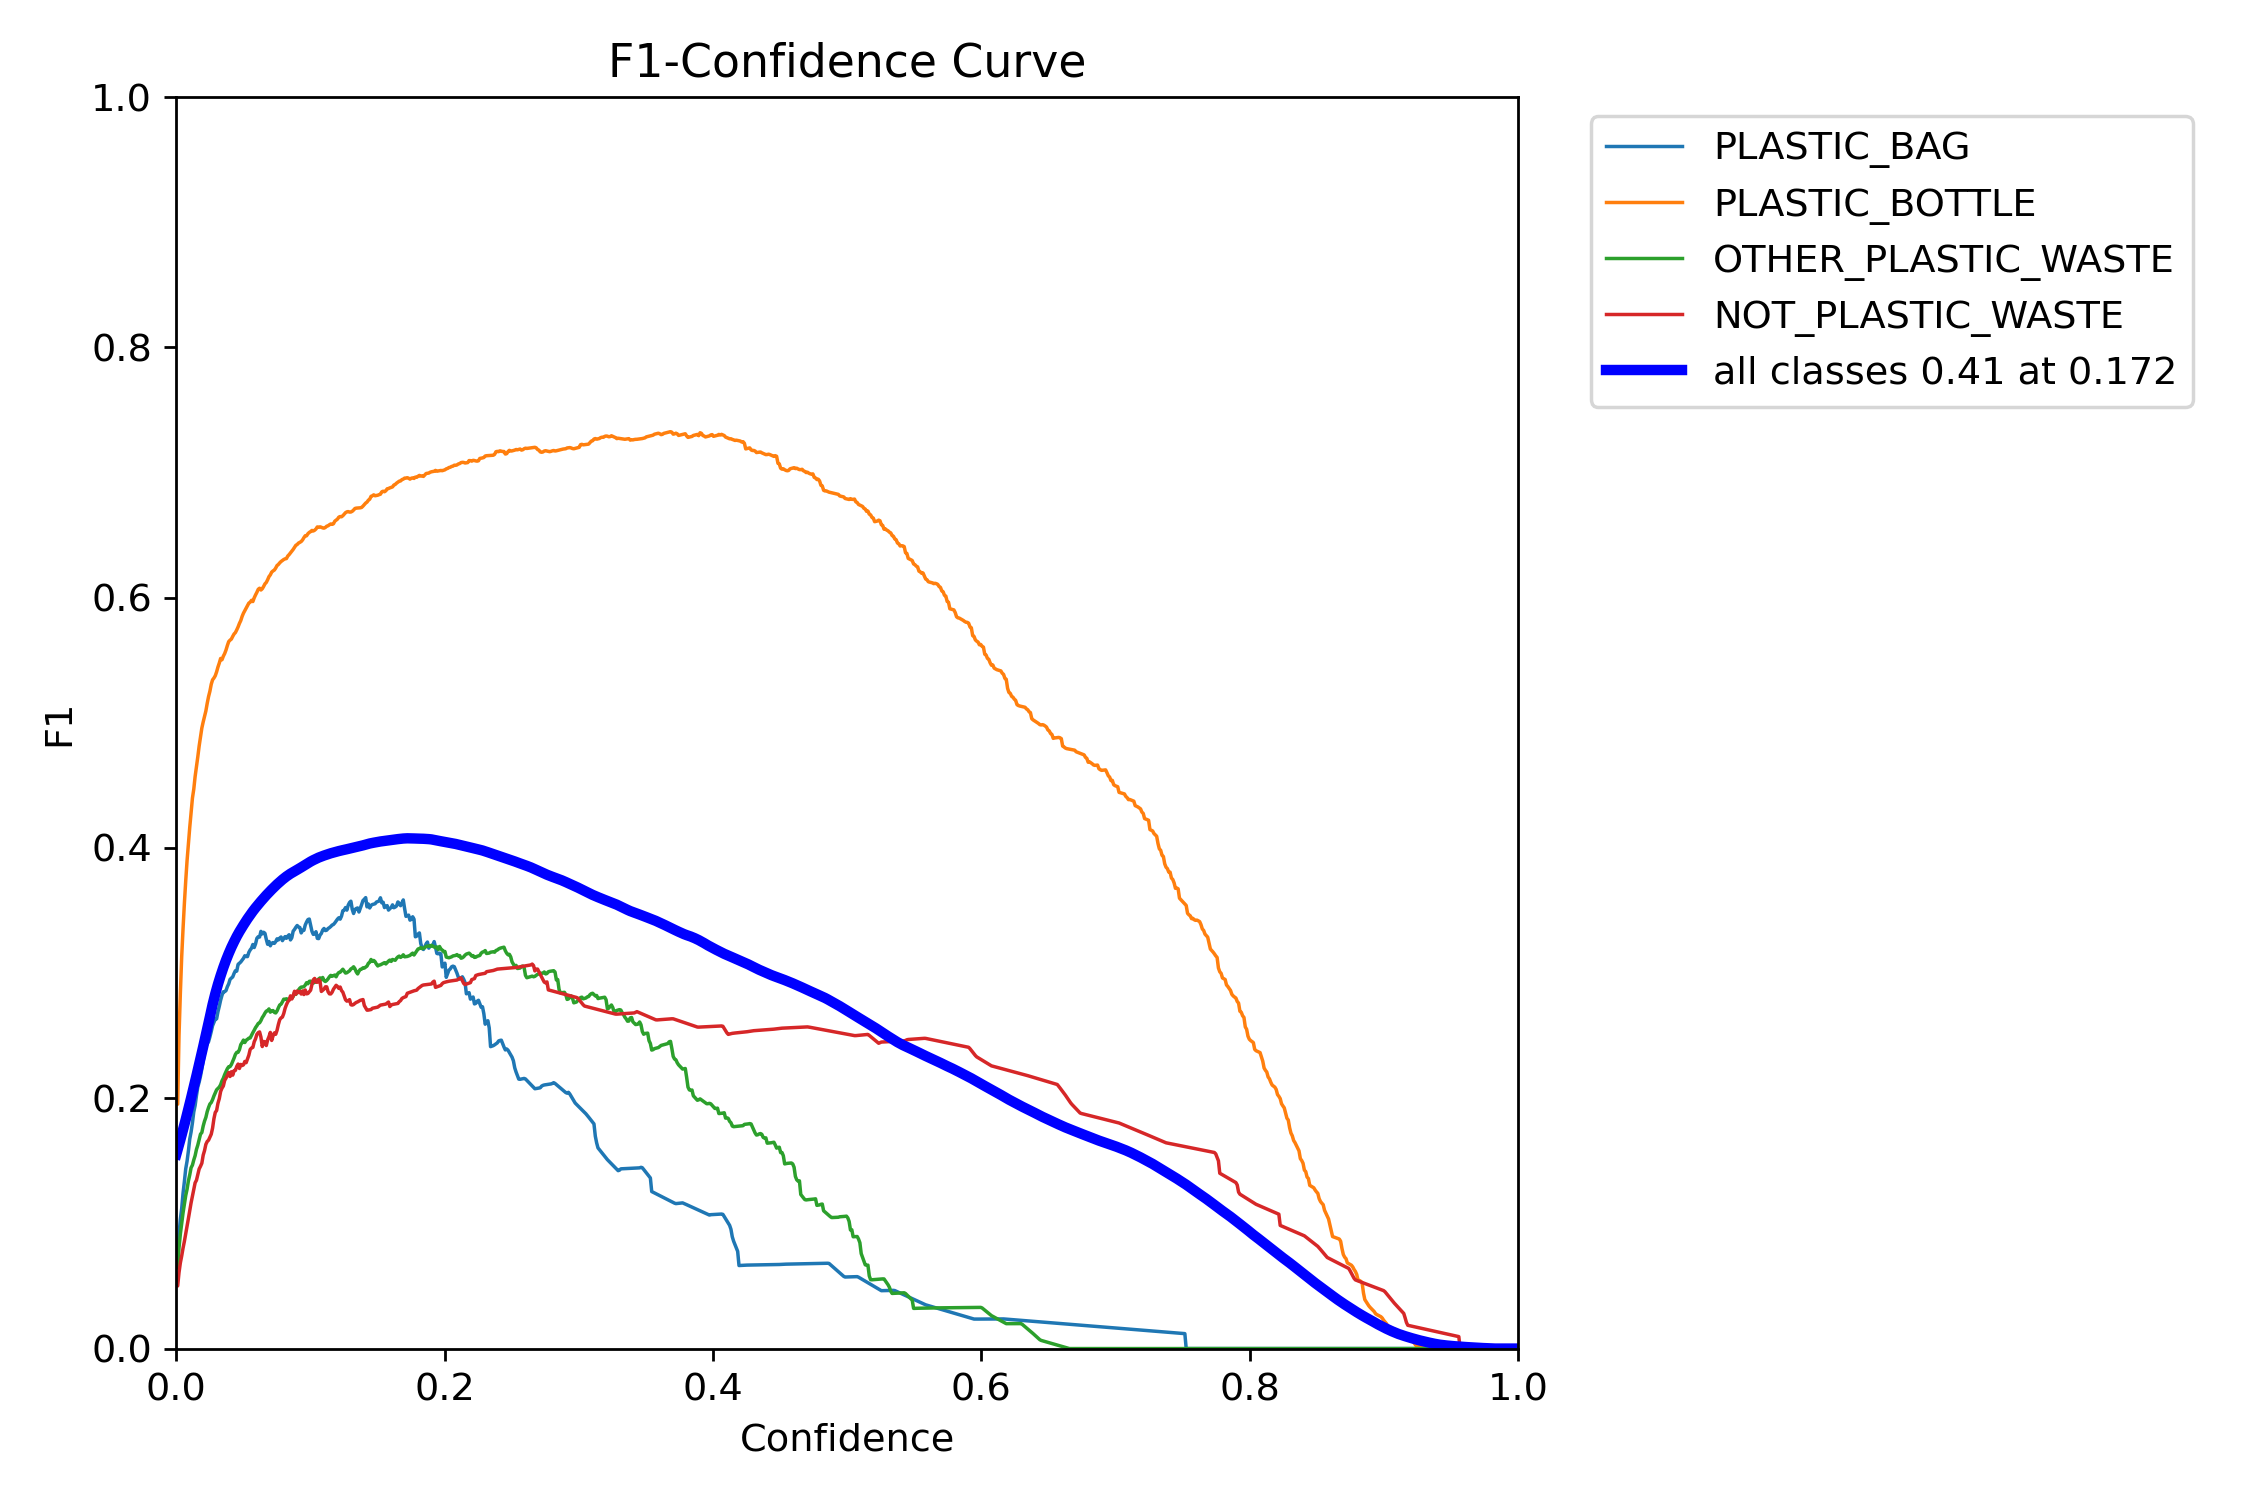 F1-Confidence Curve
1.0
0.8
0.6
0.4
0.2
0.0
F1
0.0 0.2 0.4 0.6 0.8 1.0
Confidence
PLASTIC_BAG
PLASTIC_BOTTLE
OTHER_PLASTIC_WASTE
NOT_PLASTIC_WASTE
all classes 0.41 at 0.172